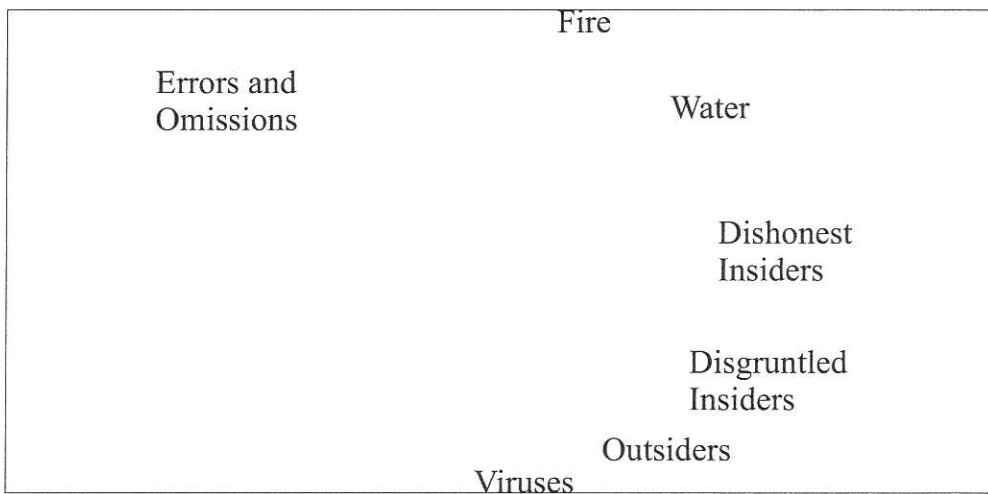 Fire
Errors and
Omissions
Water
Dishonest
Insiders
Disgruntled
Insiders
Outsiders
Viruses